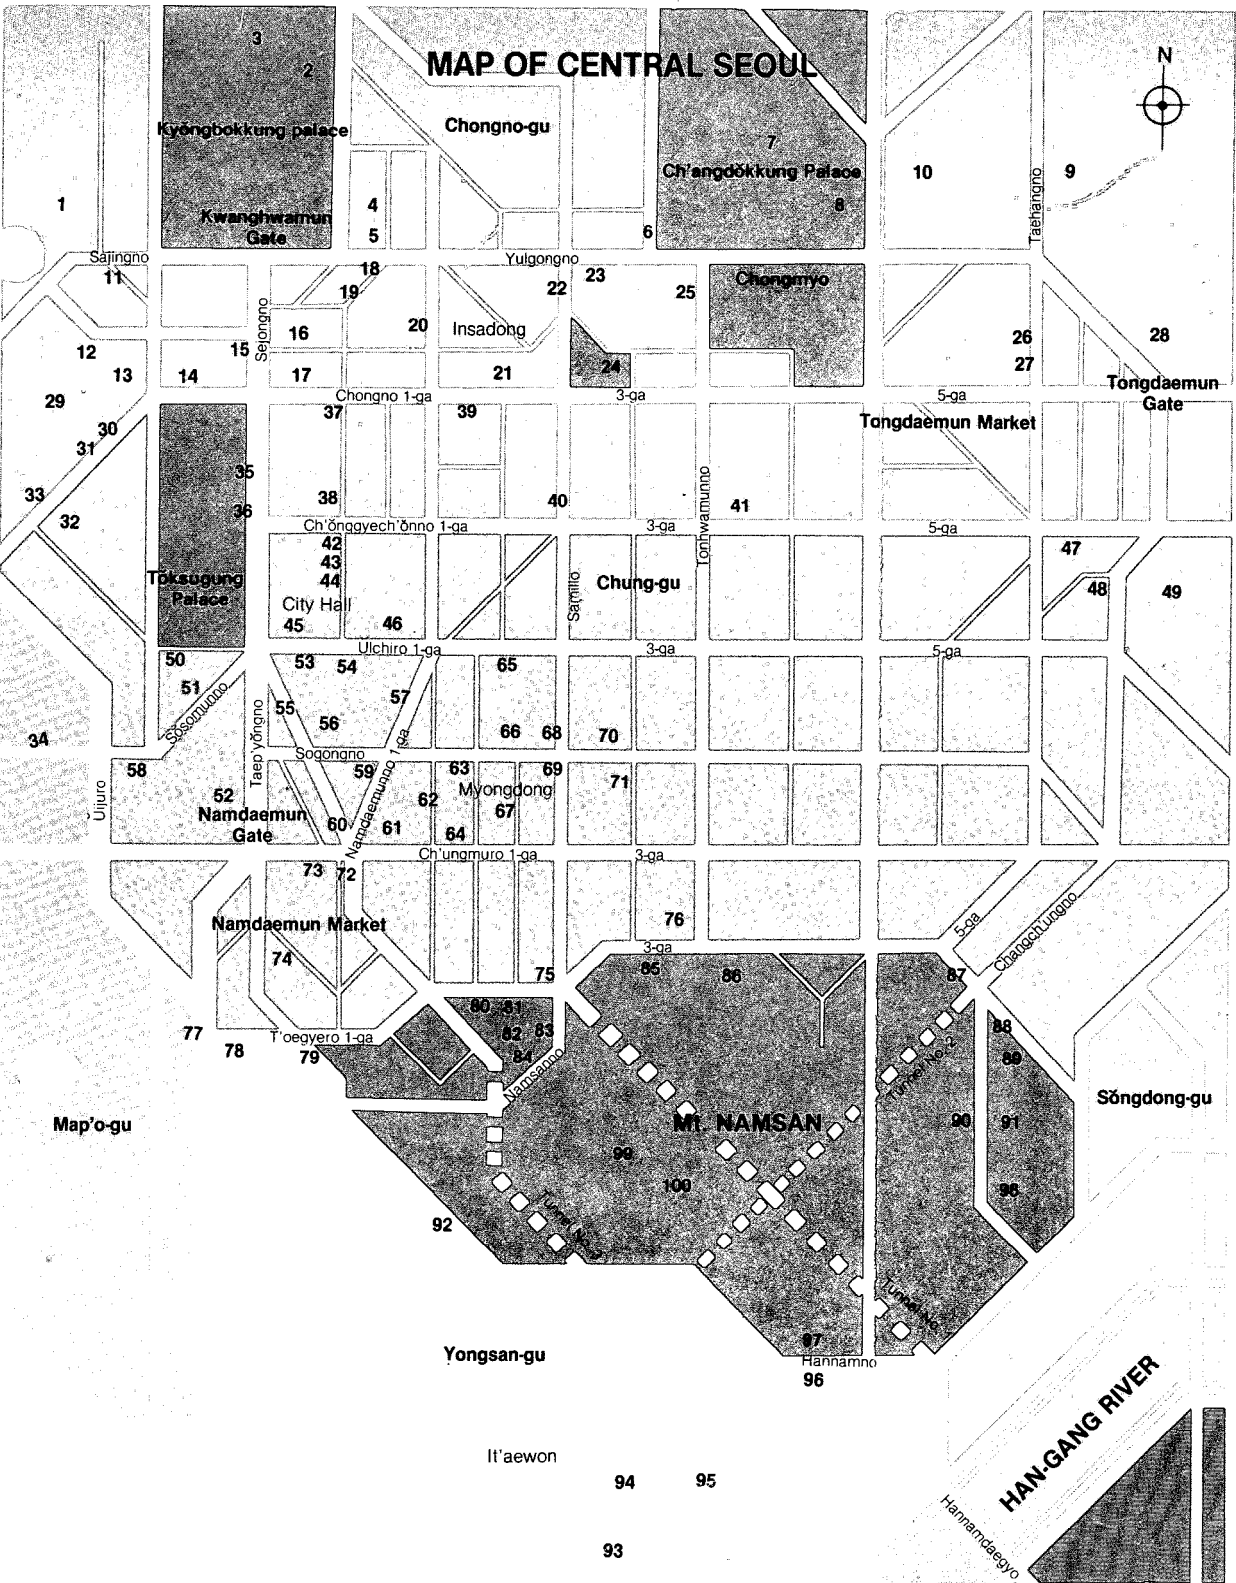 MAP OF CENTRAL SEOUL
N
3
2
Kyŏngbokkung palace
Chongno-gu
7
Ch'angdŏkkung Palace
10
9
1
4
8
Kwanghwamun
Gate
5
6
Taehangno
Sajingno
Yulgongno
11
18
22
23
Chongmyo
19
25
Sejongno
16
20
Insadong
26
28
12
15
27
13
14
17
21
24
Tongdaemun
Gate
29
Chongno 1-ga
3-ga
5-ga
37
39
Tongdaemun Market
30
31
35
33
38
40
41
36
32
Ch'ŏnggyech'ŏnno 1-ga
3-ga
5-ga
Tonhwamunno
42
47
43
44
Tŏksugung
Palace
Chung-gu
Samillo
48
49
City Hall
45
46
Ŭlchiro 1-ga
3-ga
5-ga
50
53
54
65
51
57
55
56
Sŏsomunno
66
68
70
34
Taep'yŏngno
Sogongno
Namdaemunno 1-ga
58
59
63
69
71
Myongdong
52
62
67
Uijuro
Namdaemun
Gate
60
61
64
Ch'ungmuro 1-ga
3-ga
73
72
Namdaemun Market
76
5-ga
Changch'ungno
3-ga
74
75
85
86
87
80
81
77
82
83
88
T'oegyero 1-ga
78
79
84
89
Namsanno
Tunnel No. 2
Sŏngdong-gu
Map'o-gu
Mt. NAMSAN
90
91
99
100
98
92
Tunnel No.
Tunnel No.
97
Yongsan-gu
Hannamno
96
HAN-GANG RIVER
It'aewon
94
95
Hannamdaegyo
93